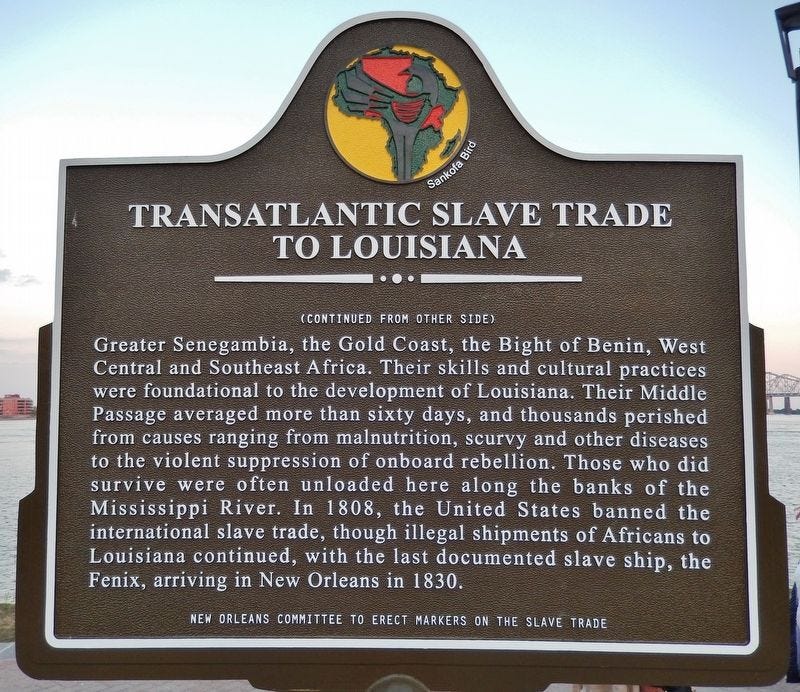 Sankofa Bird
TRANSATLANTIC SLAVE TRADE
TO LOUISIANA
(CONTINUED FROM OTHER SIDE)
Greater Senegambia, the Gold Coast, the Bight of Benin, West
Central and Southeast Africa. Their skills and cultural practices
were foundational to the development of Louisiana. Their Middle
Passage averaged more than sixty days, and thousands perished
from causes ranging from malnutrition, scurvy and other diseases
to the violent suppression of onboard rebellion. Those who did
survive were often unloaded here along the banks of the
Mississippi River. In 1808, the United States banned the
international slave trade, though illegal shipments of Africans to
Louisiana continued, with the last documented slave ship, the
Fenix, arriving in New Orleans in 1830.
NEW ORLEANS COMMITTEE TO ERECT MARKERS ON THE SLAVE TRADE